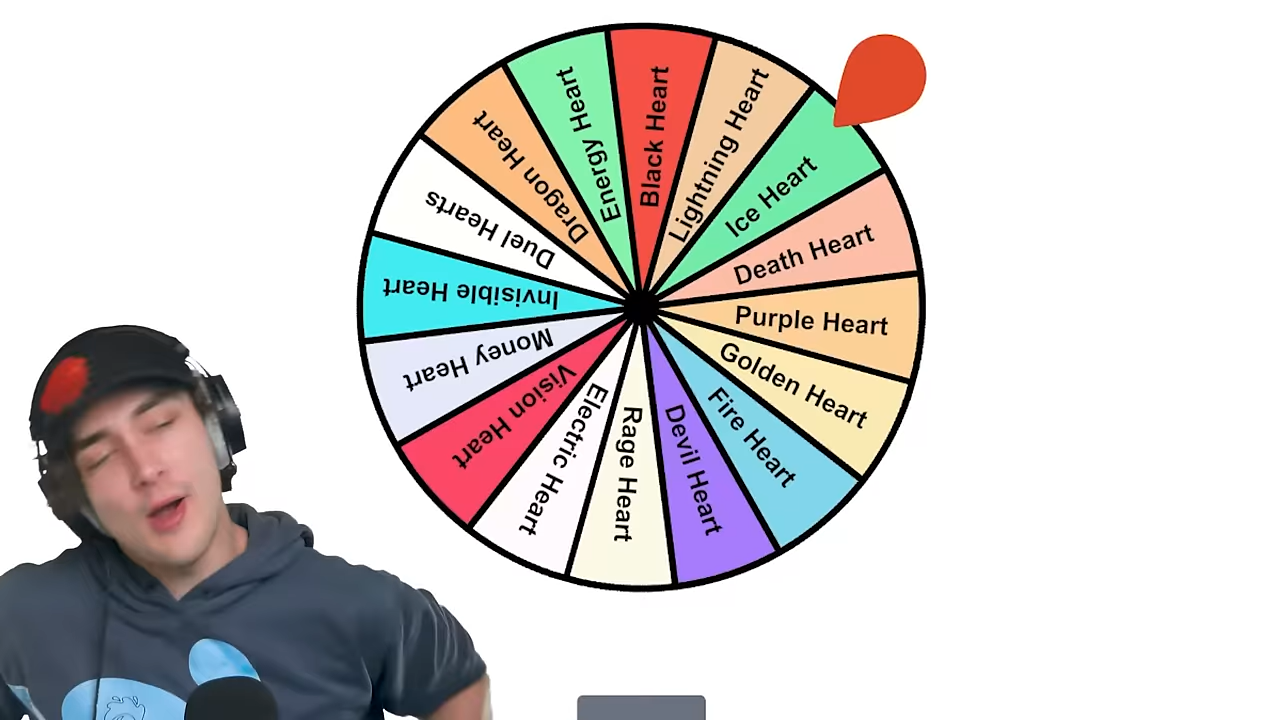 Black Heart
Lightning Heart
Ice Heart
Death Heart
Purple Heart
Golden Heart
Fire Heart
Devil Heart
Rage Heart
Electric Heart
Vision Heart
Money Heart
Invisible Heart
Duel Hearts
Dragon Heart
Energy Heart